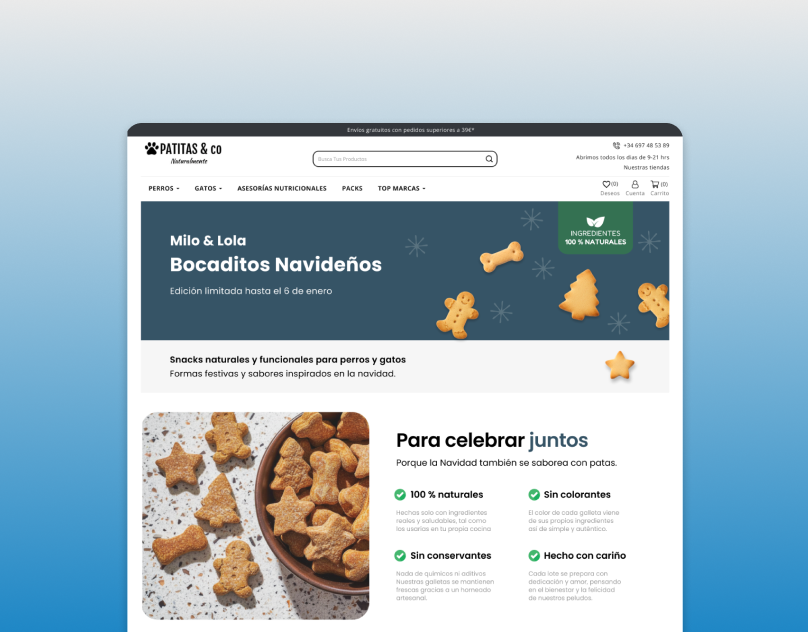 Envíos gratuitos con pedidos superiores a 39€*
PATITAS & CO
Naturalmente
Busca Tus Productos
+34 697 48 53 89
Abrimos todos los días de 9-21 hrs
Nuestras tiendas
PERROS
GATOS
ASESORÍAS NUTRICIONALES
PACKS
TOP MARCAS
(0)
(0)
Deseos
Cuenta
Carrito
Milo & Lola
Bocaditos Navideños
Edición limitada hasta el 6 de enero
INGREDIENTES
100 % NATURALES
Snacks naturales y funcionales para perros y gatos
Formas festivas y sabores inspirados en la navidad.
Para celebrar juntos
Porque la Navidad también se saborea con patas.
100 % naturales
Hechas solo con ingredientes
reales y saludables, tal como
los usarías en tu propia cocina.
Sin colorantes
El color de cada galleta viene
de sus propios ingredientes
así de simple y auténtico.
Sin conservantes
Nada de químicos ni aditivos
Nuestras galletas se mantienen
frescas gracias a un horneado
artesanal.
Hecho con cariño
Cada lote se prepara con
dedicación y amor, pensando
en el bienestar y la felicidad
de nuestros peludos.